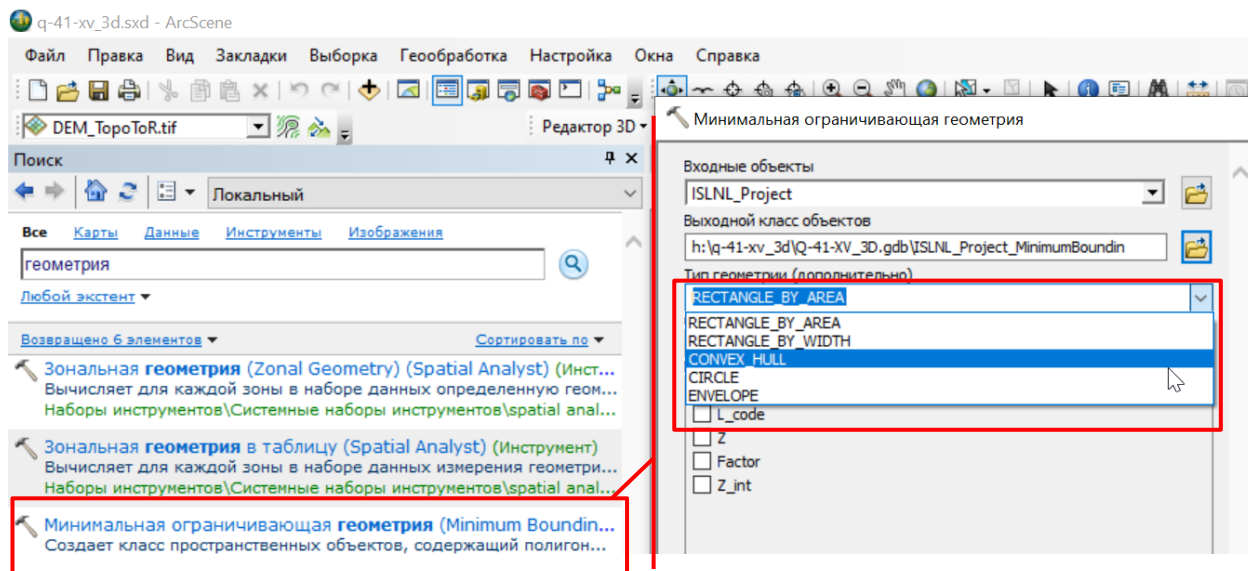 q-41-xv_3d.sxd - ArcScene
Файл Правка Вид Закладки Выборка Геообработка Настройка Окна Справка
DEM_TopoToR.tif
Редактор 3D
Поиск
Локальный
Все Карты Данные Инструменты Изображения
геометрия
Любой экстент
Возвращено 6 элементов Сортировать по
Зональная геометрия (Zonal Geometry) (Spatial Analyst) (Инст...
Вычисляет для каждой зоны в наборе данных определенную геом...
Наборы инструментов\Системные наборы инструментов\spatial anal...
Зональная геометрия в таблицу (Spatial Analyst) (Инструмент)
Вычисляет для каждой зоны в наборе данных измерения геометри...
Наборы инструментов\Системные наборы инструментов\spatial anal...
Минимальная ограничивающая геометрия (Minimum Boundin...
Создает класс пространственных объектов, содержащий полигон...
Минимальная ограничивающая геометрия
Входные объекты
ISLNL_Project
Выходной класс объектов
h:\q-41-xv_3d\Q-41-XV_3D.gdb\ISLNL_Project_MinimumBoundin
Тип геометрии (дополнительно)
RECTANGLE_BY_AREA
RECTANGLE_BY_AREA
RECTANGLE_BY_WIDTH
CONVEX_HULL
CIRCLE
ENVELOPE
L_code
Z
Factor
Z_int